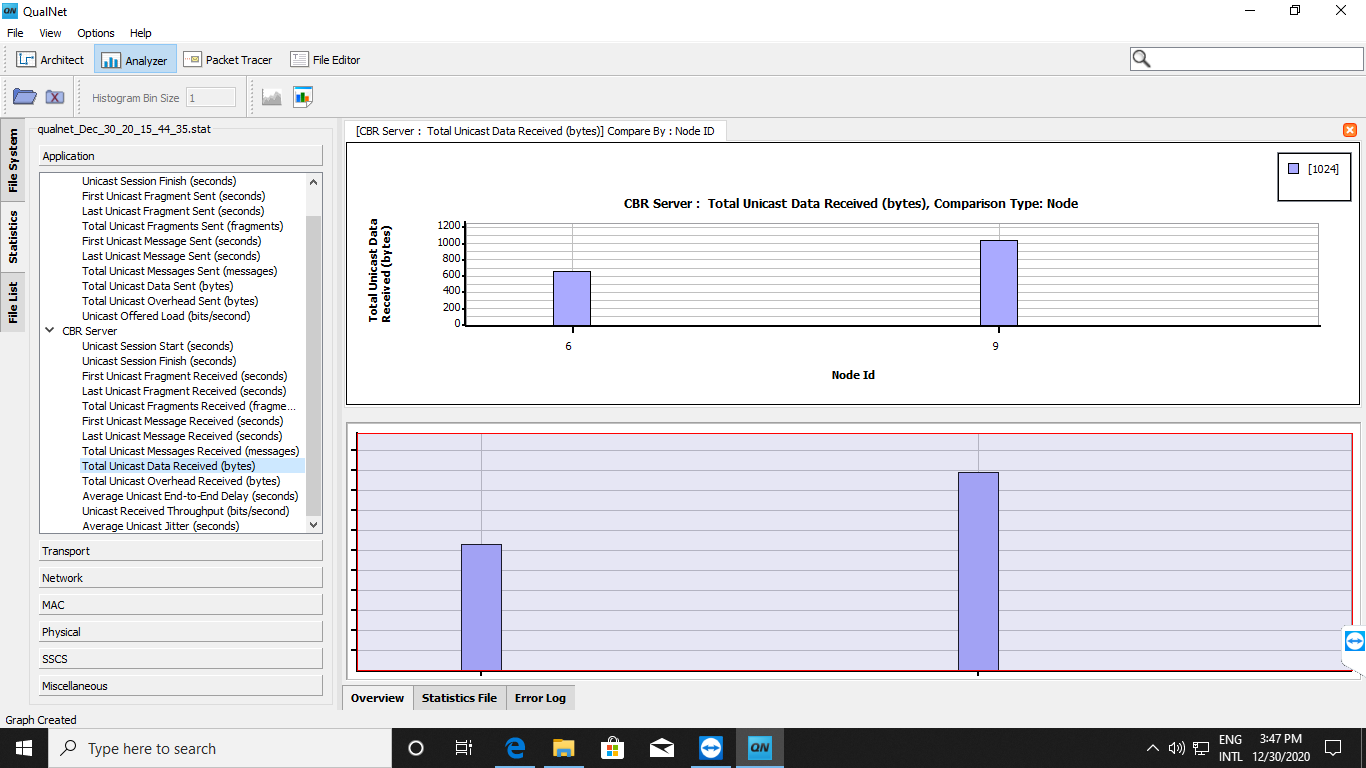 QN QualNet
File View Options Help
Architect Analyzer Packet Tracer File Editor
Histogram Bin Size 1
File System
Statistics
File List
qualnet_Dec_30_20_15_44_35.stat
Application
Unicast Session Finish (seconds)
First Unicast Fragment Sent (seconds)
Last Unicast Fragment Sent (seconds)
Total Unicast Fragments Sent (fragments)
First Unicast Message Sent (seconds)
Last Unicast Message Sent (seconds)
Total Unicast Messages Sent (messages)
Total Unicast Data Sent (bytes)
Total Unicast Overhead Sent (bytes)
Unicast Offered Load (bits/second)
CBR Server
Unicast Session Start (seconds)
Unicast Session Finish (seconds)
First Unicast Fragment Received (seconds)
Last Unicast Fragment Received (seconds)
Total Unicast Fragments Received (fragme...
First Unicast Message Received (seconds)
Last Unicast Message Received (seconds)
Total Unicast Messages Received (messages)
Total Unicast Data Received (bytes)
Total Unicast Overhead Received (bytes)
Average Unicast End-to-End Delay (seconds)
Unicast Received Throughput (bits/second)
Average Unicast Jitter (seconds)
Transport
Network
MAC
Physical
SSCS
Miscellaneous
[CBR Server : Total Unicast Data Received (bytes)] Compare By : Node ID
[1024]
CBR Server : Total Unicast Data Received (bytes), Comparison Type: Node
Total Unicast Data
Received (bytes)
1200
1000
800
600
400
200
0
6 9
Node Id
Overview Statistics File Error Log
Graph Created
Type here to search
QN
ENG
INTL
3:47 PM
12/30/2020